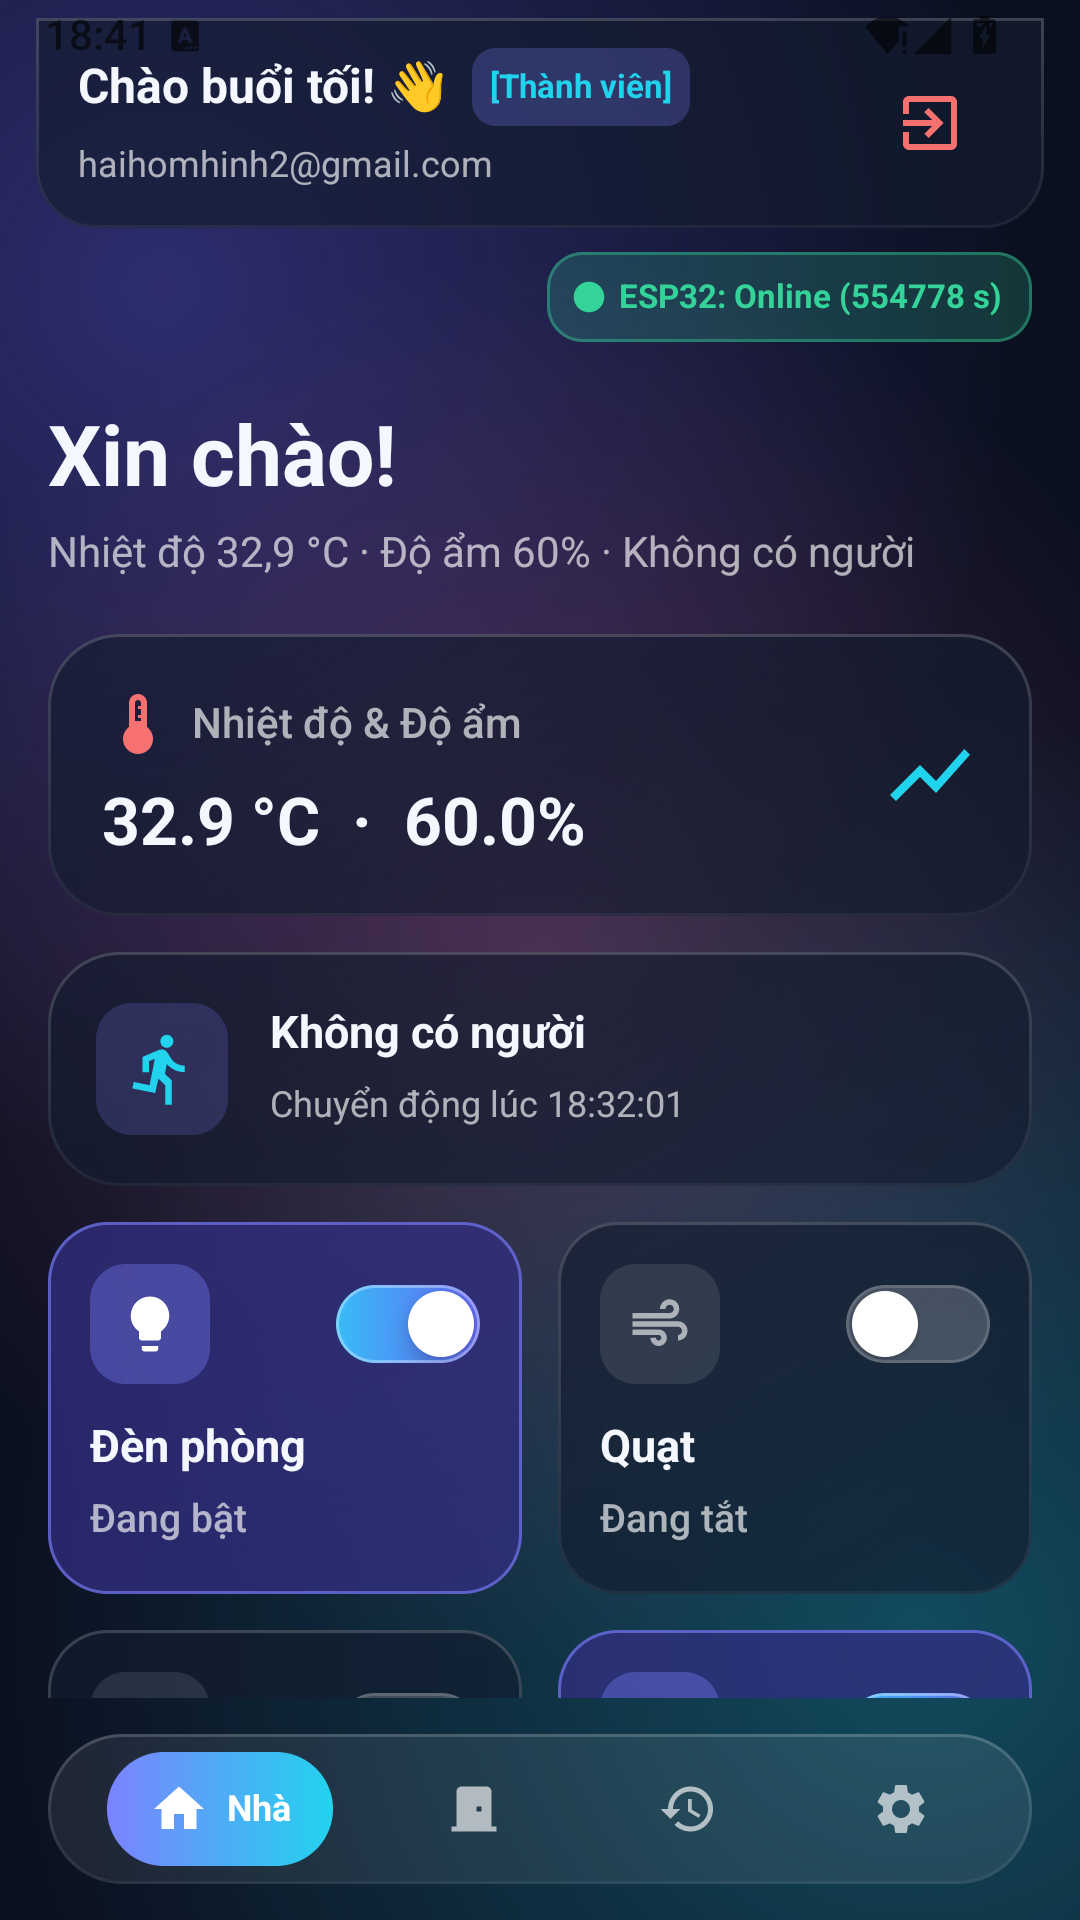 18:41
Chào buổi tối! 👋 [Thành viên]
haihomhinh2@gmail.com
ESP32: Online (554778 s)
Xin chào!
Nhiệt độ 32,9 °C · Độ ẩm 60% · Không có người
Nhiệt độ & Độ ẩm
32.9 °C · 60.0%
Không có người
Chuyển động lúc 18:32:01
Đèn phòng
Đang bật
Quạt
Đang tắt
Nhà